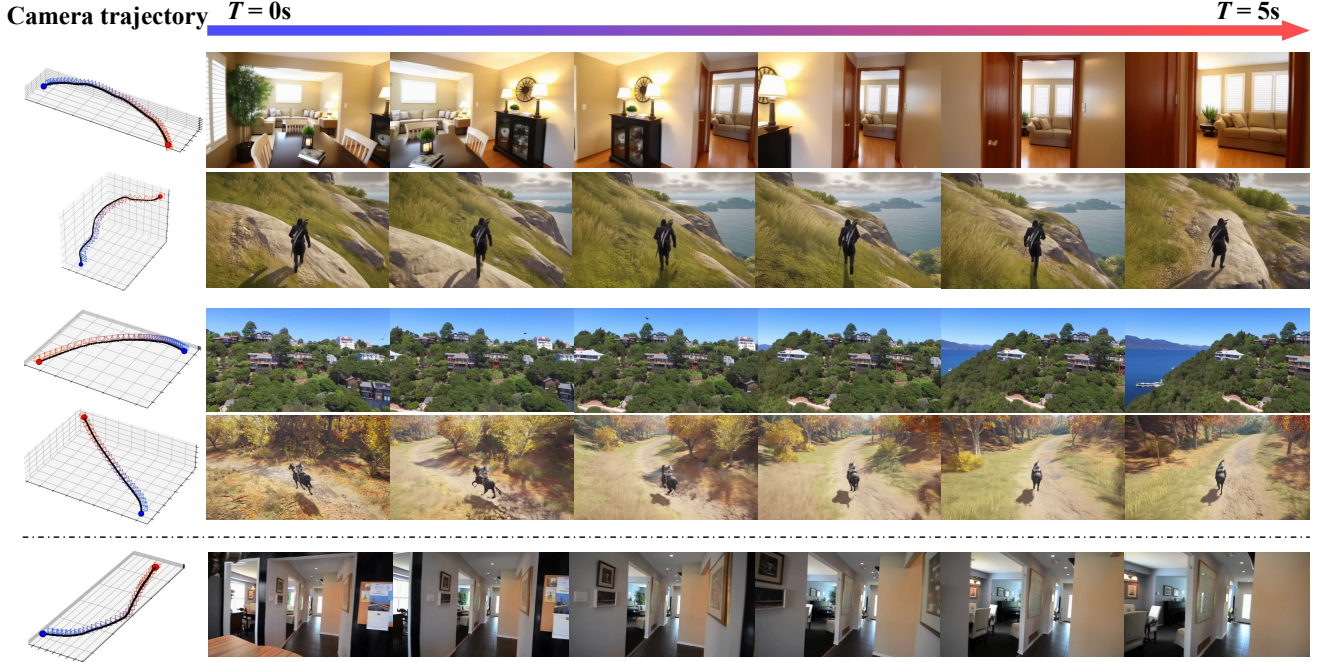 Camera trajectory
T = 0s
T = 5s